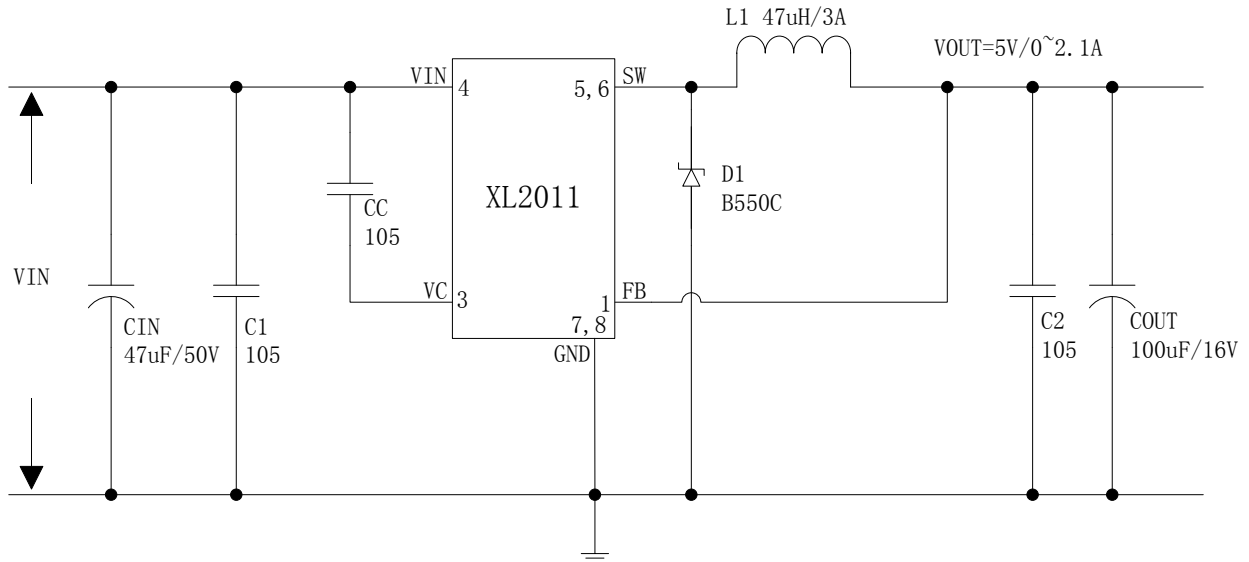 L1 47uH/3A
VOUT=5V/0~2.1A
VIN
4
5,6
SW
XL2011
CC
105
D1
B550C
VIN
VC
3
1
FB
7,8
GND
CIN
47uF/50V
C1
105
C2
105
COUT
100uF/16V